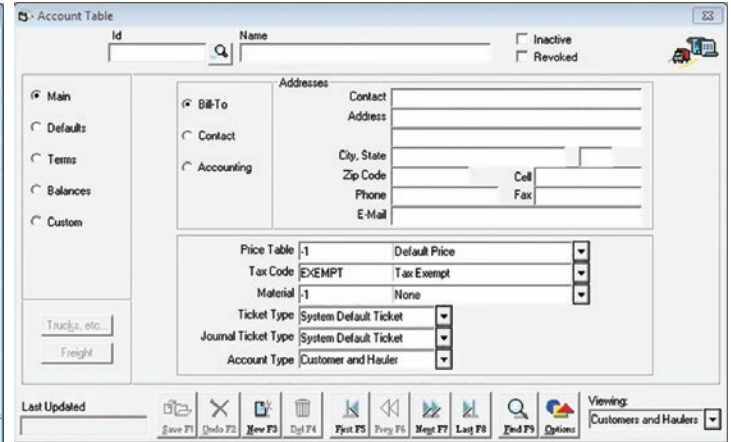 Account Table
Id Name
Inactive
Revoked
Main
Defaults
Terms
Balances
Custom
Trucks, etc...
Freight
Bill-To
Contact
Accounting
Addresses
Contact
Address
City, State
Zip Code Cell
Phone Fax
E-Mail
Price Table -1 Default Price
Tax Code EXEMPT Tax Exempt
Material -1 None
Ticket Type System Default Ticket
Journal Ticket Type System Default Ticket
Account Type Customer and Hauler
Last Updated
Save F1 Undo F2 New F3 Del F4 First F5 Prev F6 Next F7 Last F8 Find F9 Options
Viewing:
Customers and Haulers